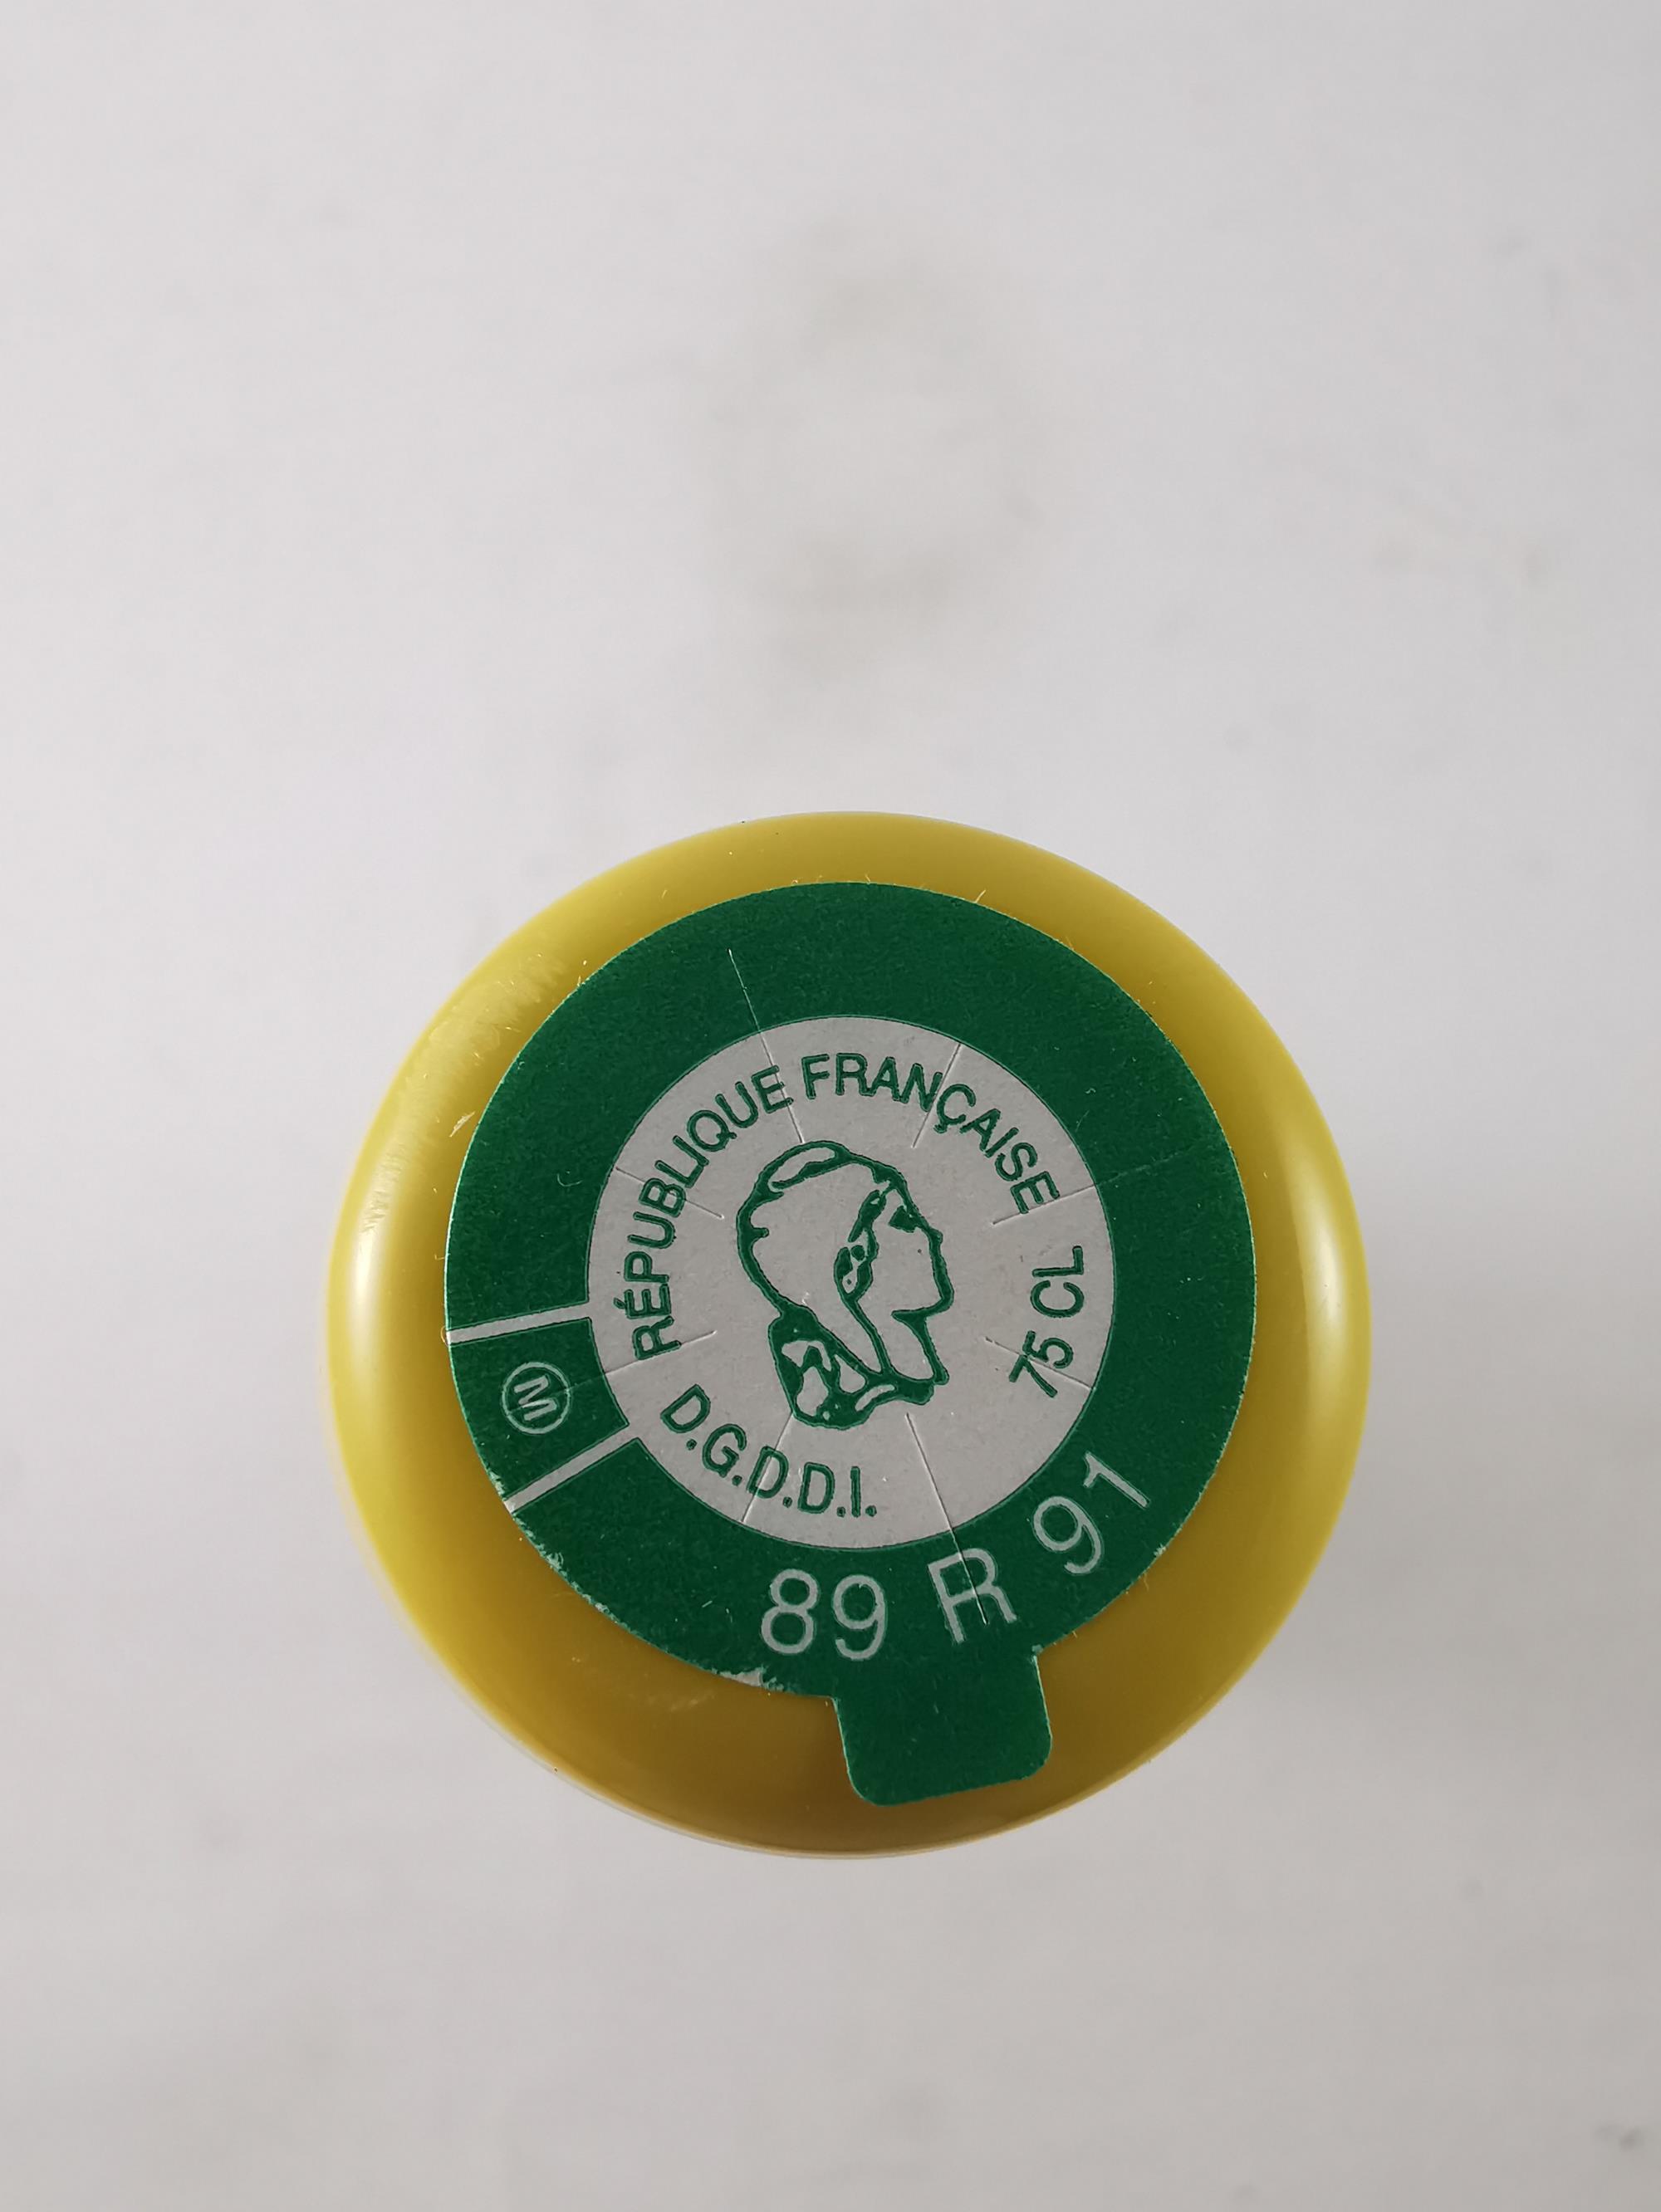 RÉPUBLIQUE FRANÇAISE
75 CL
D.G.D.D.I.
89 R 91
M